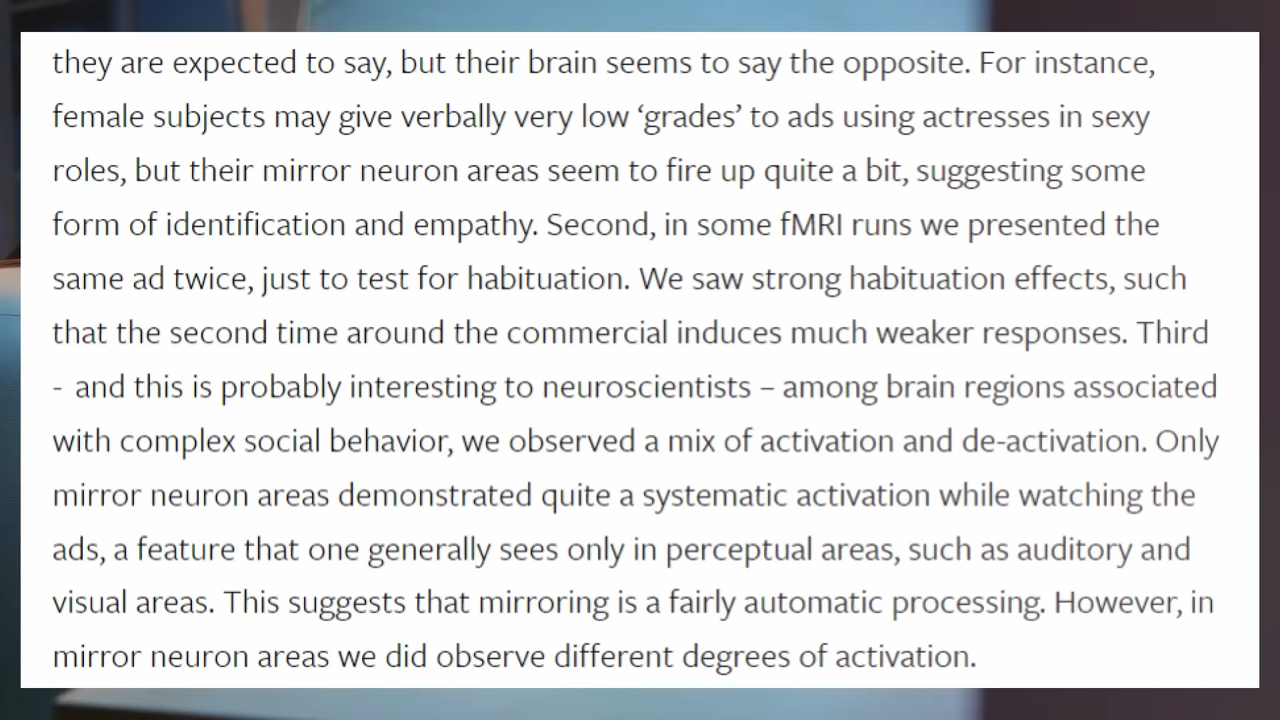 they are expected to say, but their brain seems to say the opposite. For instance,
female subjects may give verbally very low ‘grades’ to ads using actresses in sexy
roles, but their mirror neuron areas seem to fire up quite a bit, suggesting some
form of identification and empathy. Second, in some fMRI runs we presented the
same ad twice, just to test for habituation. We saw strong habituation effects, such
that the second time around the commercial induces much weaker responses. Third
- and this is probably interesting to neuroscientists – among brain regions associated
with complex social behavior, we observed a mix of activation and de-activation. Only
mirror neuron areas demonstrated quite a systematic activation while watching the
ads, a feature that one generally sees only in perceptual areas, such as auditory and
visual areas. This suggests that mirroring is a fairly automatic processing. However, in
mirror neuron areas we did observe different degrees of activation.